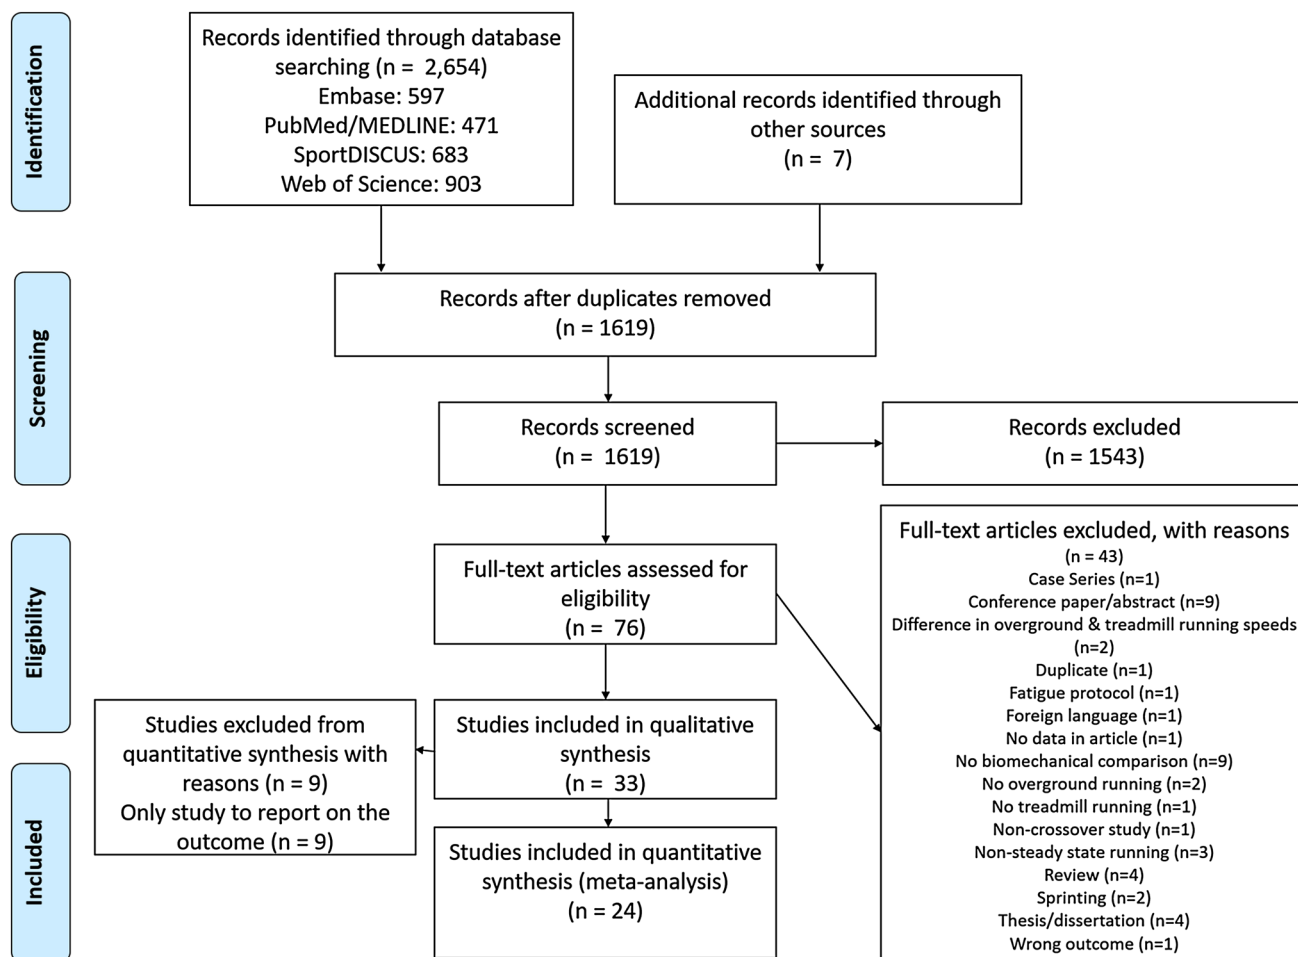 Identification
Records identified through database
searching (n = 2,654)
Embase: 597
PubMed/MEDLINE: 471
SportDISCUS: 683
Web of Science: 903
Additional records identified through
other sources
(n = 7)
Screening
Records after duplicates removed
(n = 1619)
Records screened
(n = 1619)
Records excluded
(n = 1543)
Eligibility
Full-text articles assessed for
eligibility
(n = 76)
Full-text articles excluded, with reasons
(n = 43)
Case Series (n=1)
Conference paper/abstract (n=9)
Difference in overground & treadmill running speeds
(n=2)
Duplicate (n=1)
Fatigue protocol (n=1)
Foreign language (n=1)
No data in article (n=1)
No biomechanical comparison (n=9)
No overground running (n=2)
No treadmill running (n=1)
Non-crossover study (n=1)
Non-steady state running (n=3)
Review (n=4)
Sprinting (n=2)
Thesis/dissertation (n=4)
Wrong outcome (n=1)
Studies included in qualitative
synthesis
(n = 33)
Studies excluded from
quantitative synthesis with
reasons (n = 9)
Only study to report on the
outcome (n = 9)
Included
Studies included in quantitative
synthesis (meta-analysis)
(n = 24)